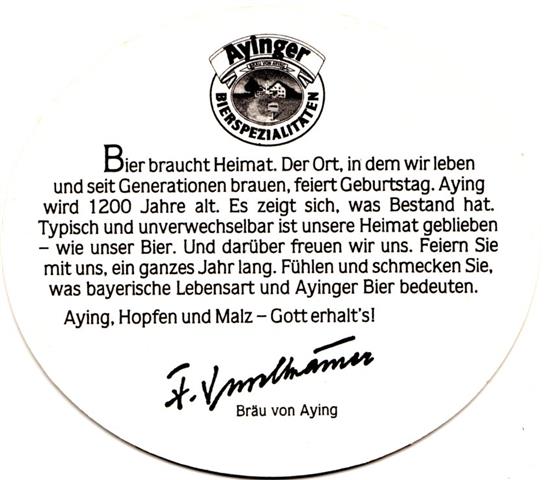 Ayinger
BRÄU VON AYING
BIERSPEZIALITÄTEN
Bier braucht Heimat. Der Ort, in dem wir leben
und seit Generationen brauen, feiert Geburtstag. Aying
wird 1200 Jahre alt. Es zeigt sich, was Bestand hat.
Typisch und unverwechselbar ist unsere Heimat geblieben
– wie unser Bier. Und darüber freuen wir uns. Feiern Sie
mit uns, ein ganzes Jahr lang. Fühlen und schmecken Sie,
was bayerische Lebensart und Ayinger Bier bedeuten.
Aying, Hopfen und Malz – Gott erhalt's!
Bräu von Aying